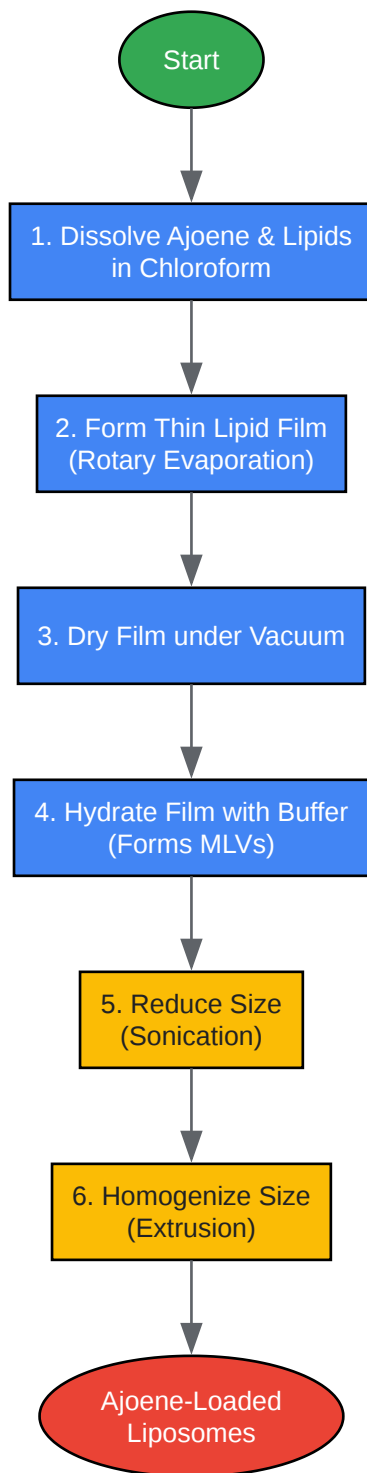 Start
1. Dissolve Ajoene & Lipids
in Chloroform
2. Form Thin Lipid Film
(Rotary Evaporation)
3. Dry Film under Vacuum
4. Hydrate Film with Buffer
(Forms MLVs)
5. Reduce Size
(Sonication)
6. Homogenize Size
(Extrusion)
Ajoene-Loaded
Liposomes